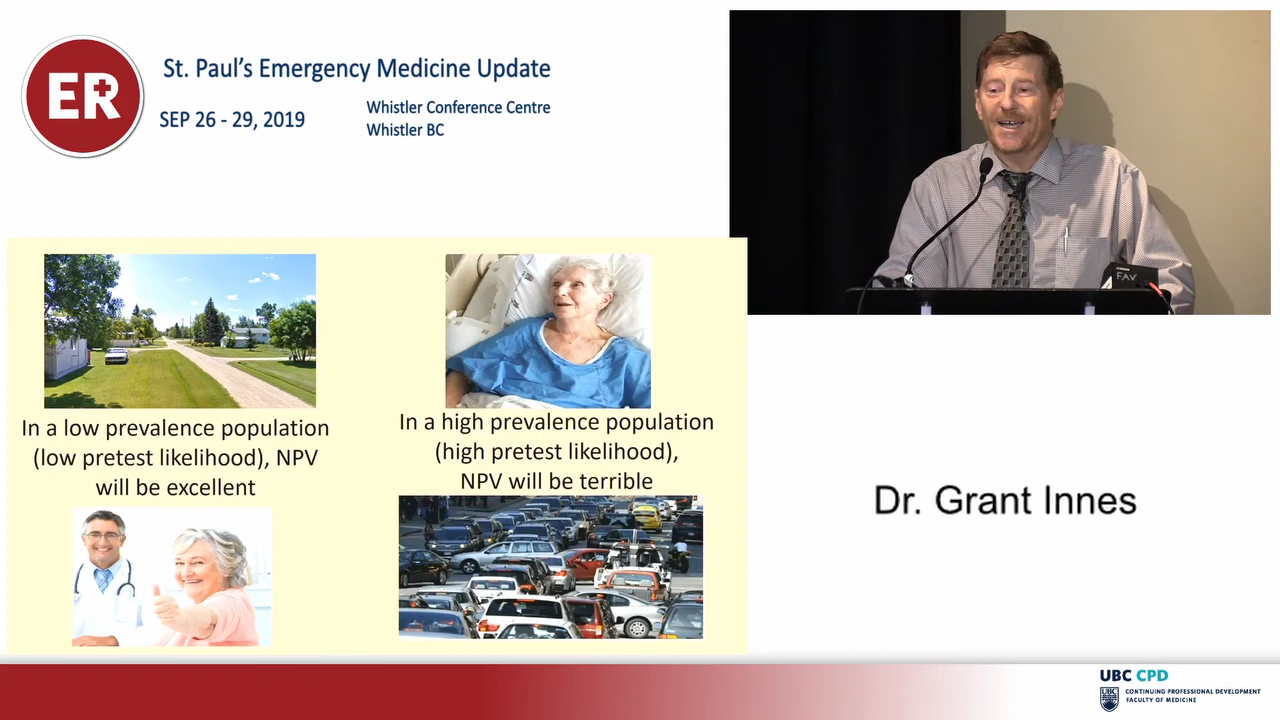 ER
St. Paul's Emergency Medicine Update
SEP 26 - 29, 2019
Whistler Conference Centre
Whistler BC
In a low prevalence population
(low pretest likelihood), NPV
will be excellent
In a high prevalence population
(high pretest likelihood),
NPV will be terrible
FAV
Dr. Grant Innes
UBC CPD
CONTINUING PROFESSIONAL DEVELOPMENT
FACULTY OF MEDICINE